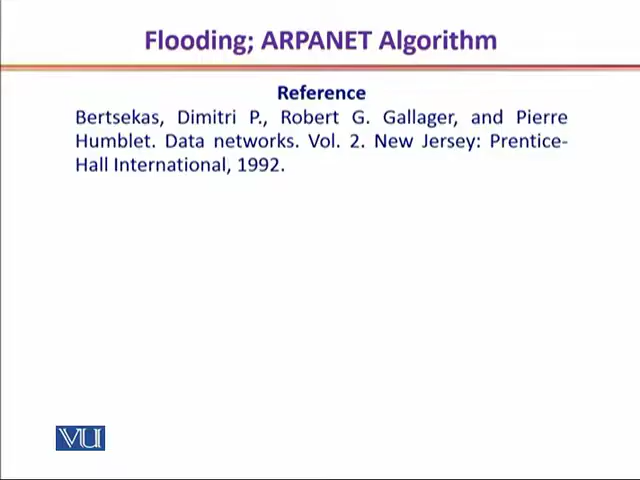 Flooding; ARPANET Algorithm
Reference
Bertsekas, Dimitri P., Robert G. Gallager, and Pierre
Humblet. Data networks. Vol. 2. New Jersey: Prentice-
Hall International, 1992.
VU